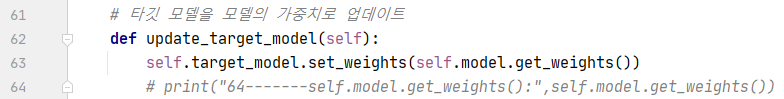 61 # 타깃 모델을 모델의 가중치로 업데이트
62 def update_target_model(self):
63 self.target_model.set_weights(self.model.get_weights())
64 # print("64-------self.model.get_weights():",self.model.get_weights())